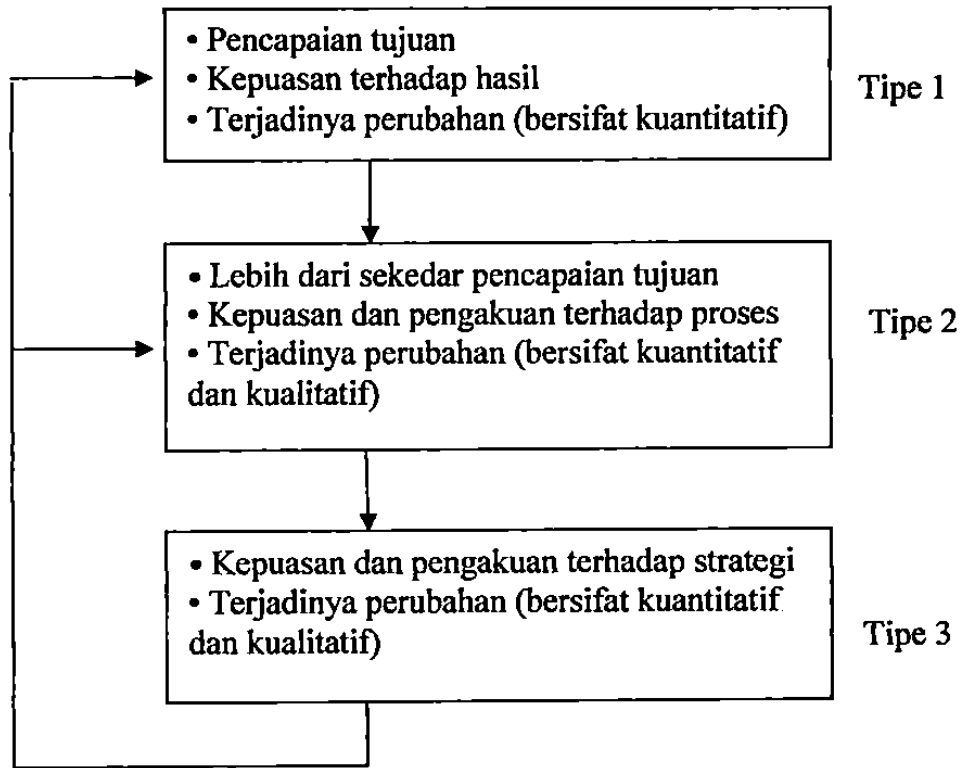 • Pencapaian tujuan
• Kepuasan terhadap hasil
• Terjadinya perubahan (bersifat kuantitatif)
Tipe 1
• Lebih dari sekedar pencapaian tujuan
• Kepuasan dan pengakuan terhadap proses
• Terjadinya perubahan (bersifat kuantitatif
dan kualitatif)
Tipe 2
• Kepuasan dan pengakuan terhadap strategi
• Terjadinya perubahan (bersifat kuantitatif
dan kualitatif)
Tipe 3